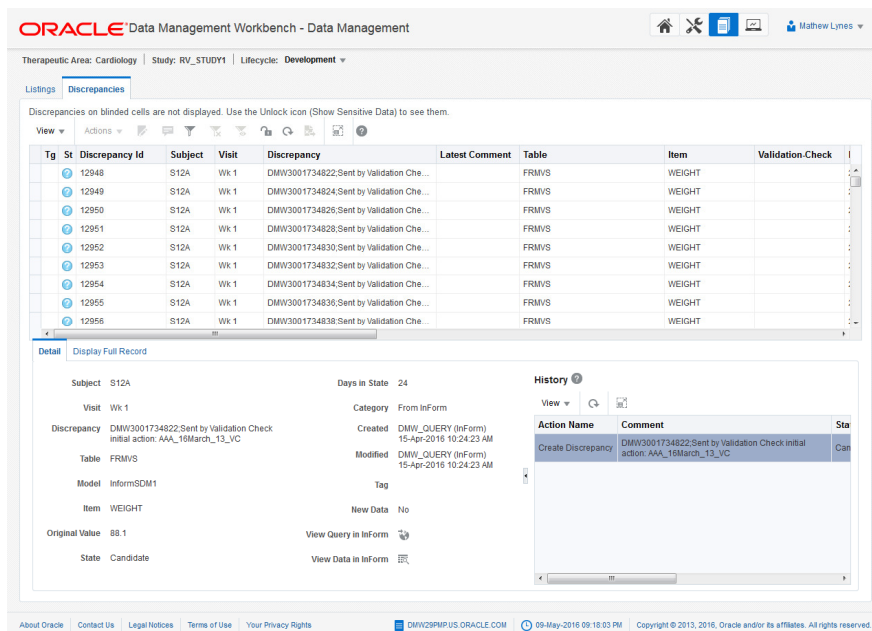 ORACLE Data Management Workbench - Data Management Mathew Lynes
Therapeutic Area: Cardiology Study: RV_STUDY1 Lifecycle: Development
Listings Discrepancies
Discrepancies on blinded cells are not displayed. Use the Unlock icon (Show Sensitive Data) to see them.
View Actions
Tg St Discrepancy Id Subject Visit Discrepancy Latest Comment Table Item Validation-Check
12948 S12A Wk 1 DMW3001734822;Sent by Validation Che... FRMVS WEIGHT
12949 S12A Wk 1 DMW3001734824;Sent by Validation Che... FRMVS WEIGHT
12950 S12A Wk 1 DMW3001734826;Sent by Validation Che... FRMVS WEIGHT
12951 S12A Wk 1 DMW3001734828;Sent by Validation Che... FRMVS WEIGHT
12952 S12A Wk 1 DMW3001734830;Sent by Validation Che... FRMVS WEIGHT
12953 S12A Wk 1 DMW3001734832;Sent by Validation Che... FRMVS WEIGHT
12954 S12A Wk 1 DMW3001734834;Sent by Validation Che... FRMVS WEIGHT
12955 S12A Wk 1 DMW3001734836;Sent by Validation Che... FRMVS WEIGHT
12956 S12A Wk 1 DMW3001734838;Sent by Validation Che... FRMVS WEIGHT
Detail Display Full Record
Subject S12A
Visit Wk 1
Discrepancy DMW3001734822;Sent by Validation Check
initial action: AAA_16March_13_VC
Table FRMVS
Model InformSDM1
Item WEIGHT
Original Value 88.1
State Candidate
Days in State 24
Category From InForm
Created DMW_QUERY (InForm)
15-Apr-2016 10:24:23 AM
Modified DMW_QUERY (InForm)
15-Apr-2016 10:24:23 AM
Tag
New Data No
View Query in InForm
View Data in InForm
History
View
Action Name Comment Sta
Create Discrepancy DMW3001734822;Sent by Validation Check initial Can
action: AAA_16March_13_VC
About Oracle Contact Us Legal Notices Terms of Use Your Privacy Rights DMW29PMP.US.ORACLE.COM 09-May-2016 09:18:03 PM Copyright © 2013, 2016, Oracle and/or its affiliates. All rights reserved.